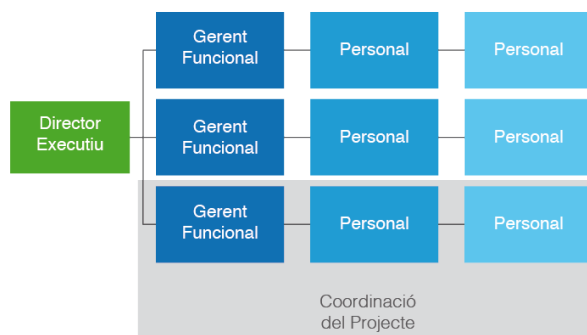 Gerent
Funcional
Personal
Personal
Director
Executiu
Gerent
Funcional
Personal
Personal
Gerent
Funcional
Personal
Personal
Coordinació
del Projecte